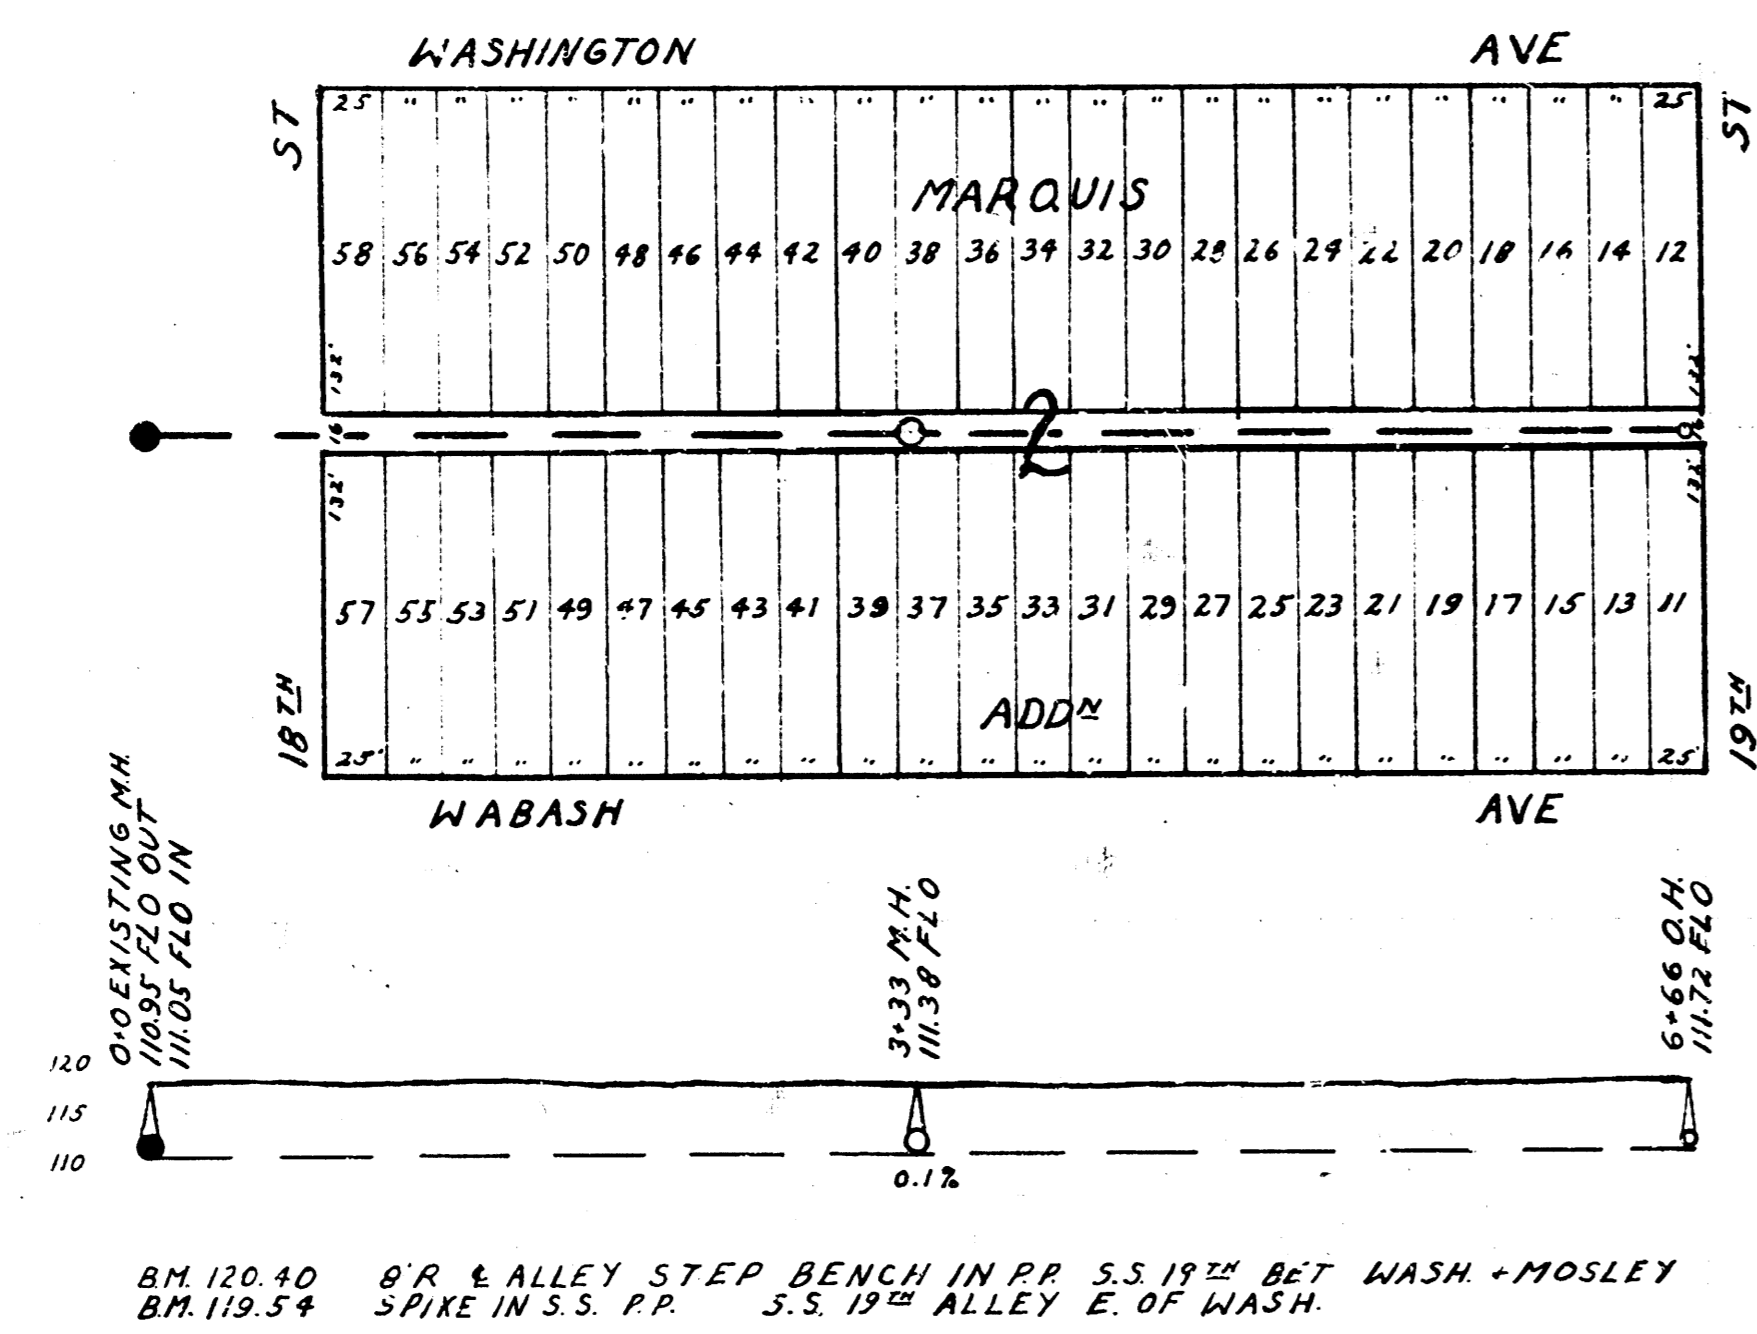 WASHINGTON AVE
ST ST
25 " " " " " " " " " " " " " " " " " " " " " " 25
MARQUIS
58 56 54 52 50 48 46 44 42 40 38 36 34 32 30 28 26 24 22 20 18 16 14 12
132' 132'
16 2
132' 132'
57 55 53 51 49 47 45 43 41 39 37 35 33 31 29 27 25 23 21 19 17 15 13 11
ADDN
18TH 19TH
25' " " " " " " " " " " " " " " " " " " " " " " 25
WABASH AVE
0+0 EXISTING M.H.
110.95 FLO OUT
111.05 FLO IN
3+33 M.H.
111.38 FLO
6+66 O.H.
111.72 FLO
120
115
110
0.1%
B.M. 120.40 8'R ℄ ALLEY STEP BENCH IN P.P. S.S. 19TH BET WASH. + MOSLEY
B.M. 119.54 SPIKE IN S.S. P.P. S.S. 19TH ALLEY E. OF WASH.